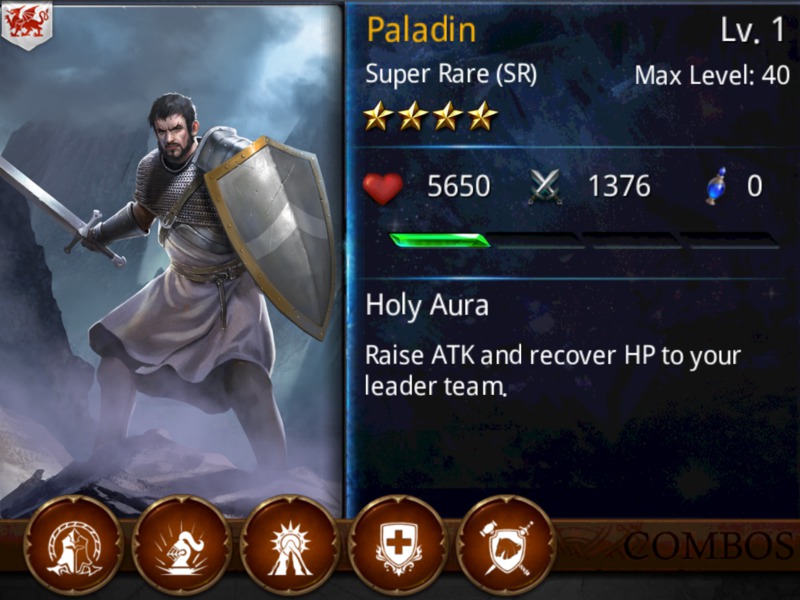 Paladin Lv. 1
Super Rare (SR) Max Level: 40
5650 1376 0
Holy Aura
Raise ATK and recover HP to your
leader team.
COMBOS